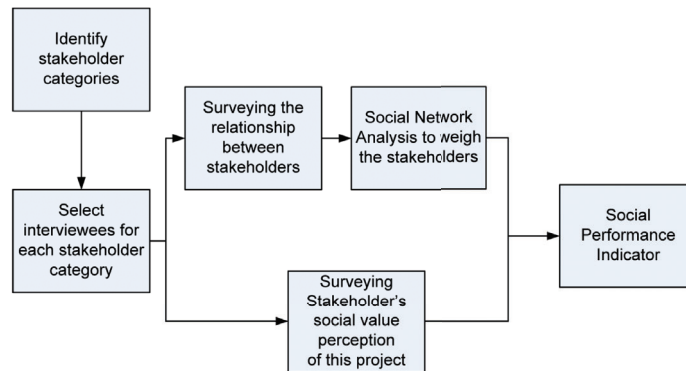 Identify
stakeholder
categories
Surveying the
relationship
between
stakeholders
Social Network
Analysis to weigh
the stakeholders
Select
interviewees for
each stakeholder
category
Social
Performance
Indicator
Surveying
Stakeholder's
social value
perception
of this project